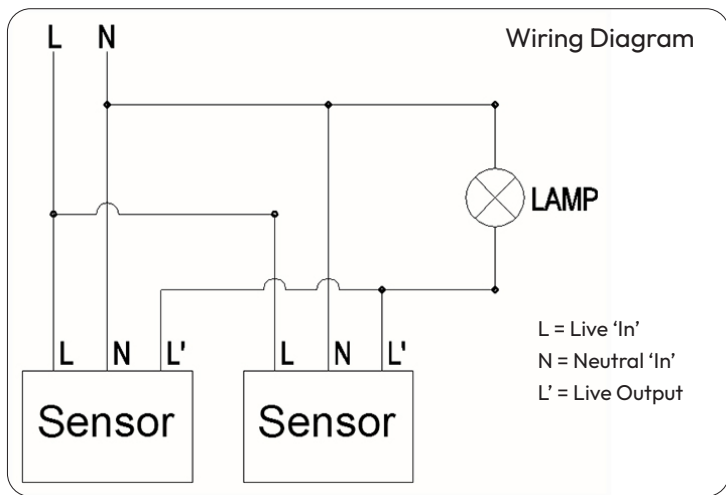 L N
Wiring Diagram
LAMP
L = Live ‘In’
N = Neutral ‘In’
L’ = Live Output
L N L' L N L'
Sensor Sensor